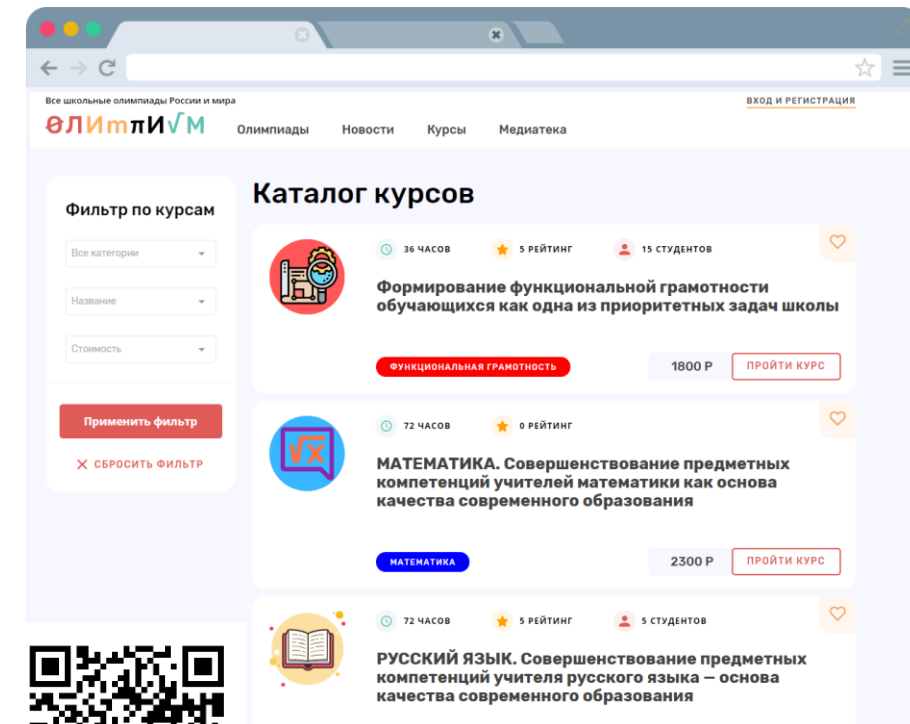 Все школьные олимпиады России и мира
ВХОД И РЕГИСТРАЦИЯ
ОЛИmпИ√М
Олимпиады Новости Курсы Медиатека
Фильтр по курсам
Все категории
Название
Стоимость
Применить фильтр
СБРОСИТЬ ФИЛЬТР
Каталог курсов
36 ЧАСОВ 5 РЕЙТИНГ 15 СТУДЕНТОВ
Формирование функциональной грамотности
обучающихся как одна из приоритетных задач школы
ФУНКЦИОНАЛЬНАЯ ГРАМОТНОСТЬ 1800 Р ПРОЙТИ КУРС
72 ЧАСОВ 0 РЕЙТИНГ
√x
МАТЕМАТИКА. Совершенствование предметных
компетенций учителей математики как основа
качества современного образования
МАТЕМАТИКА 2300 Р ПРОЙТИ КУРС
72 ЧАСОВ 5 РЕЙТИНГ 5 СТУДЕНТОВ
РУССКИЙ ЯЗЫК. Совершенствование предметных
компетенций учителя русского языка — основа
качества современного образования